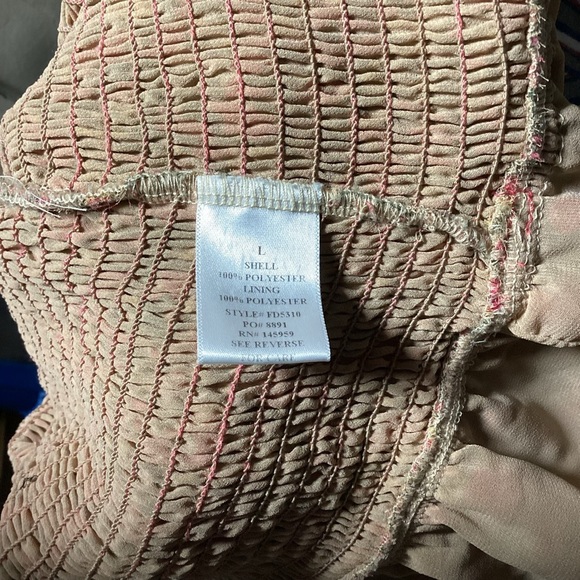 L
SHELL
100% POLYESTER
LINING
100% POLYESTER
STYLE# FD5310
PO# 8891
RN# 145959
SEE REVERSE
FOR CARE